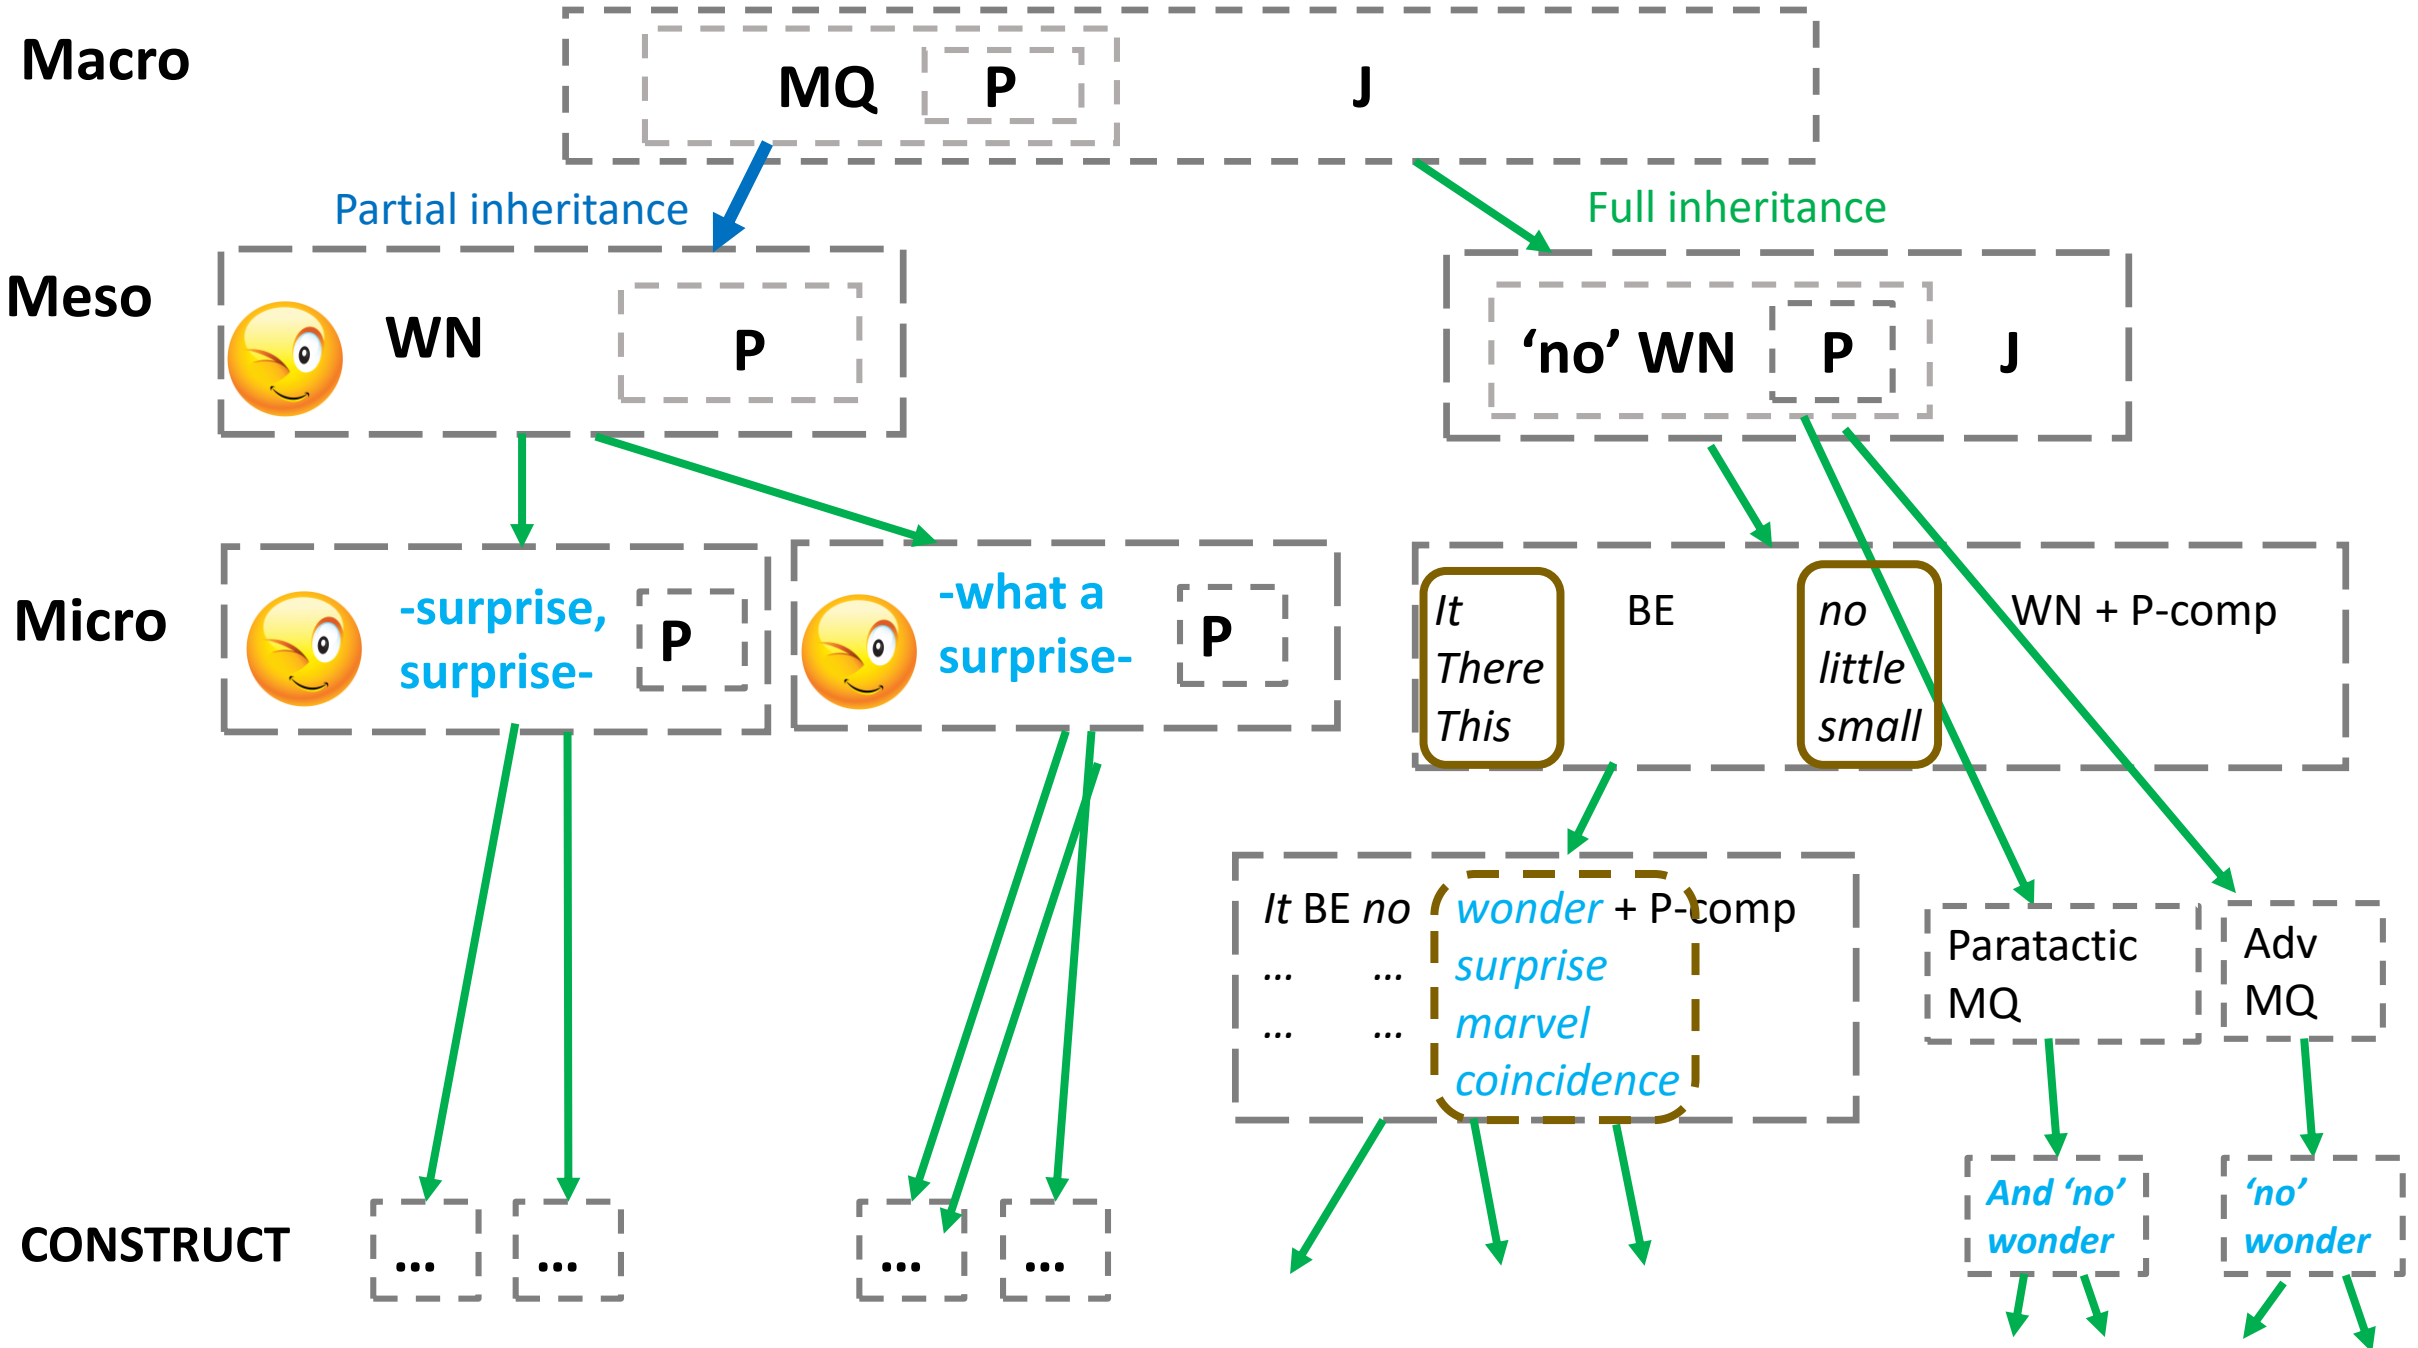 Macro
MQ P J
Partial inheritance
Full inheritance
Meso
WN P
‘no’ WN P J
Micro
-surprise,
surprise-
P
-what a
surprise-
P
It BE no WN + P-comp
There little
This small
It BE no wonder + P-comp
... ... surprise
... ... marvel
coincidence
Paratactic
MQ
Adv
MQ
CONSTRUCT
... ... ... ...
And ‘no’
wonder
‘no’
wonder